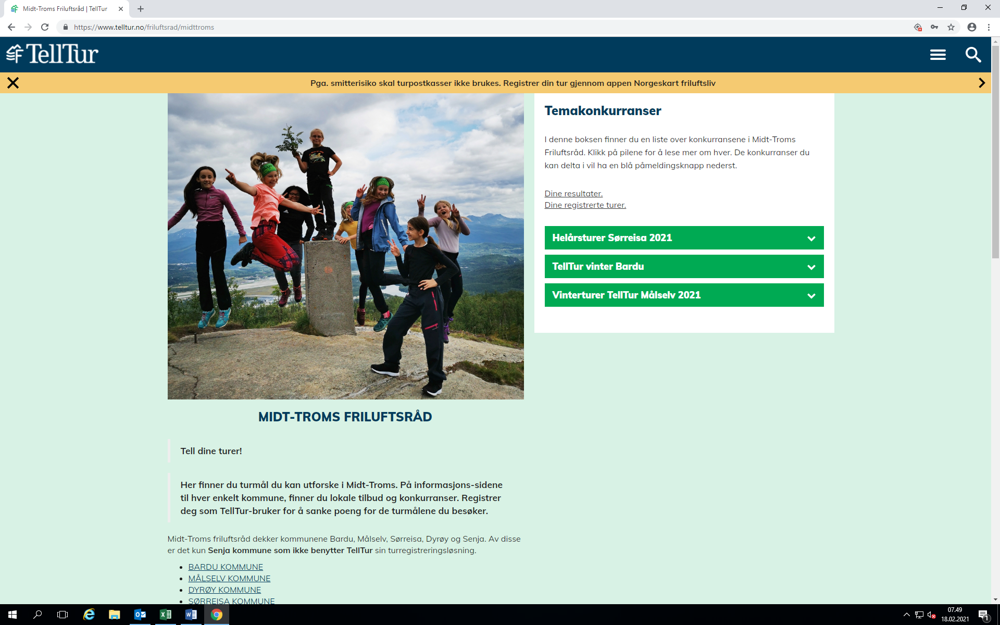 Midt-Troms Friluftsråd | TellTur
https://www.telltur.no/friluftsrad/midttroms
TellTur
Pga. smitterisiko skal turpostkasser ikke brukes. Registrer din tur gjennom appen Norgeskart friluftsliv
Temakonkurranser
I denne boksen finner du en liste over konkurransene i Midt-Troms
Friluftsråd. Klikk på pilene for å lese mer om hver. De konkurranser du
kan delta i vil ha en blå påmeldingsknapp nederst.
Dine resultater.
Dine registrerte turer.
Helårsturer Sørreisa 2021
TellTur vinter Bardu
Vinterturer TellTur Målselv 2021
MIDT-TROMS FRILUFTSRÅD
Tell dine turer!
Her finner du turmål du kan utforske i Midt-Troms. På informasjons-sidene
til hver enkelt kommune, finner du lokale tilbud og konkurranser. Registrer
deg som TellTur-bruker for å sanke poeng for de turmålene du besøker.
Midt-Troms friluftsråd dekker kommunene Bardu, Målselv, Sørreisa, Dyrøy og Senja. Av disse
er det kun Senja kommune som ikke benytter TellTur sin turregistreringsløsning.
• BARDU KOMMUNE
• MÅLSELV KOMMUNE
• DYRØY KOMMUNE
• SØRREISA KOMMUNE
07.49
18.02.2021
1